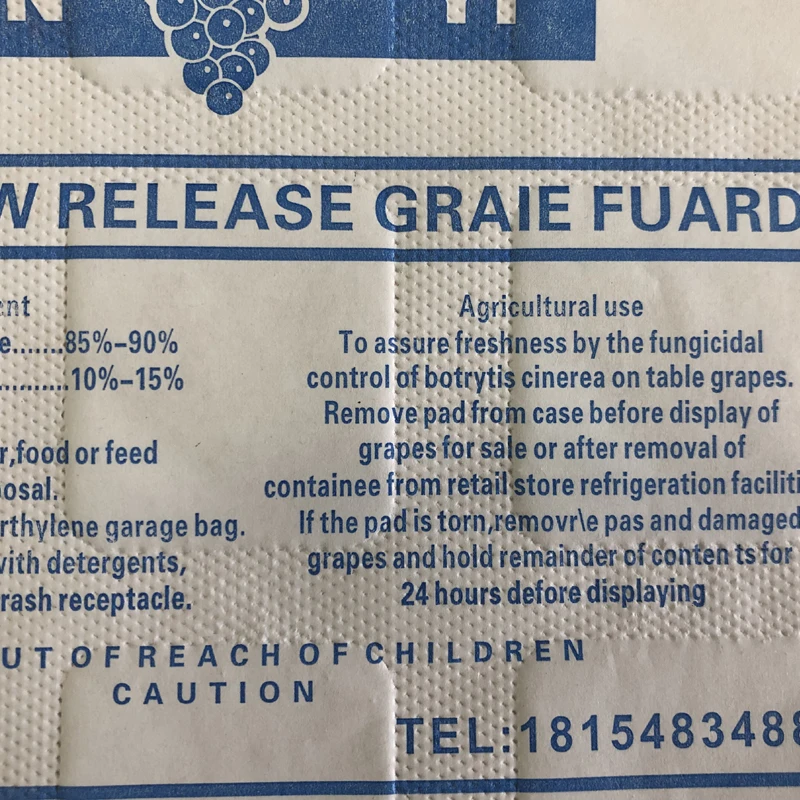 W RELEASE GRAIE FUARD
ent
e.......85%–90%
..........10%–15%
r,food or feed
osal.
rthylene garage bag.
with detergents,
rash receptacle.
Agricultural use
To assure freshness by the fungicidal
control of botrytis cinerea on table grapes.
Remove pad from case before display of
grapes for sale or after removal of
containee from retail store refrigeration faciliti
If the pad is torn,removr\e pas and damaged
grapes and hold remainder of conten ts for
24 hours defore displaying
UT OF REACH OF CHILDREN
CAUTION
TEL:1815483488